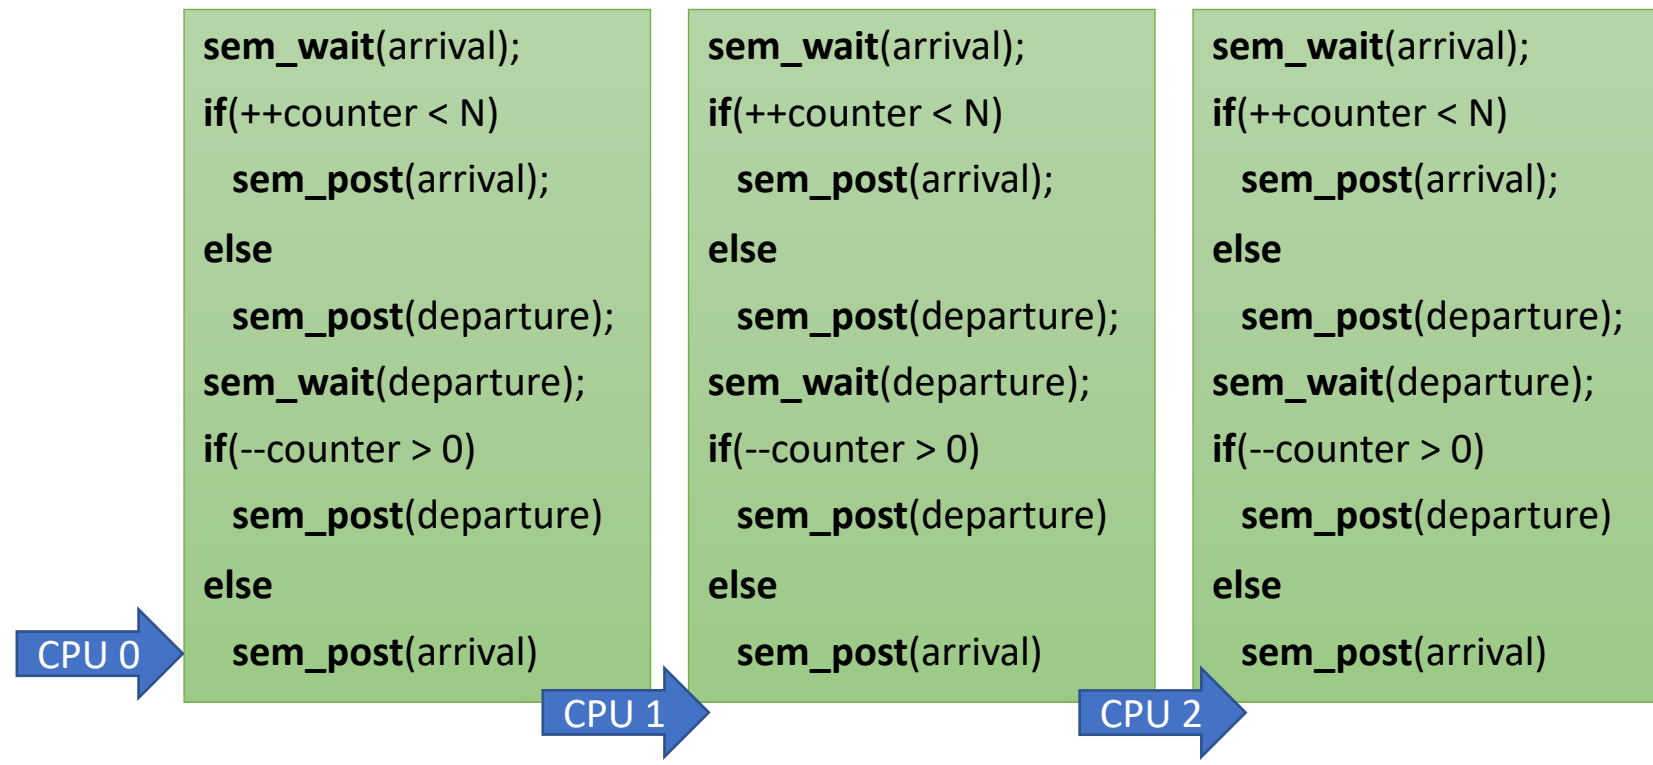 sem_wait(arrival);
if(++counter < N)
sem_post(arrival);
else
sem_post(departure);
sem_wait(departure);
if(--counter > 0)
sem_post(departure)
else
sem_post(arrival)
CPU 0
sem_wait(arrival);
if(++counter < N)
sem_post(arrival);
else
sem_post(departure);
sem_wait(departure);
if(--counter > 0)
sem_post(departure)
else
sem_post(arrival)
CPU 1
sem_wait(arrival);
if(++counter < N)
sem_post(arrival);
else
sem_post(departure);
sem_wait(departure);
if(--counter > 0)
sem_post(departure)
else
sem_post(arrival)
CPU 2